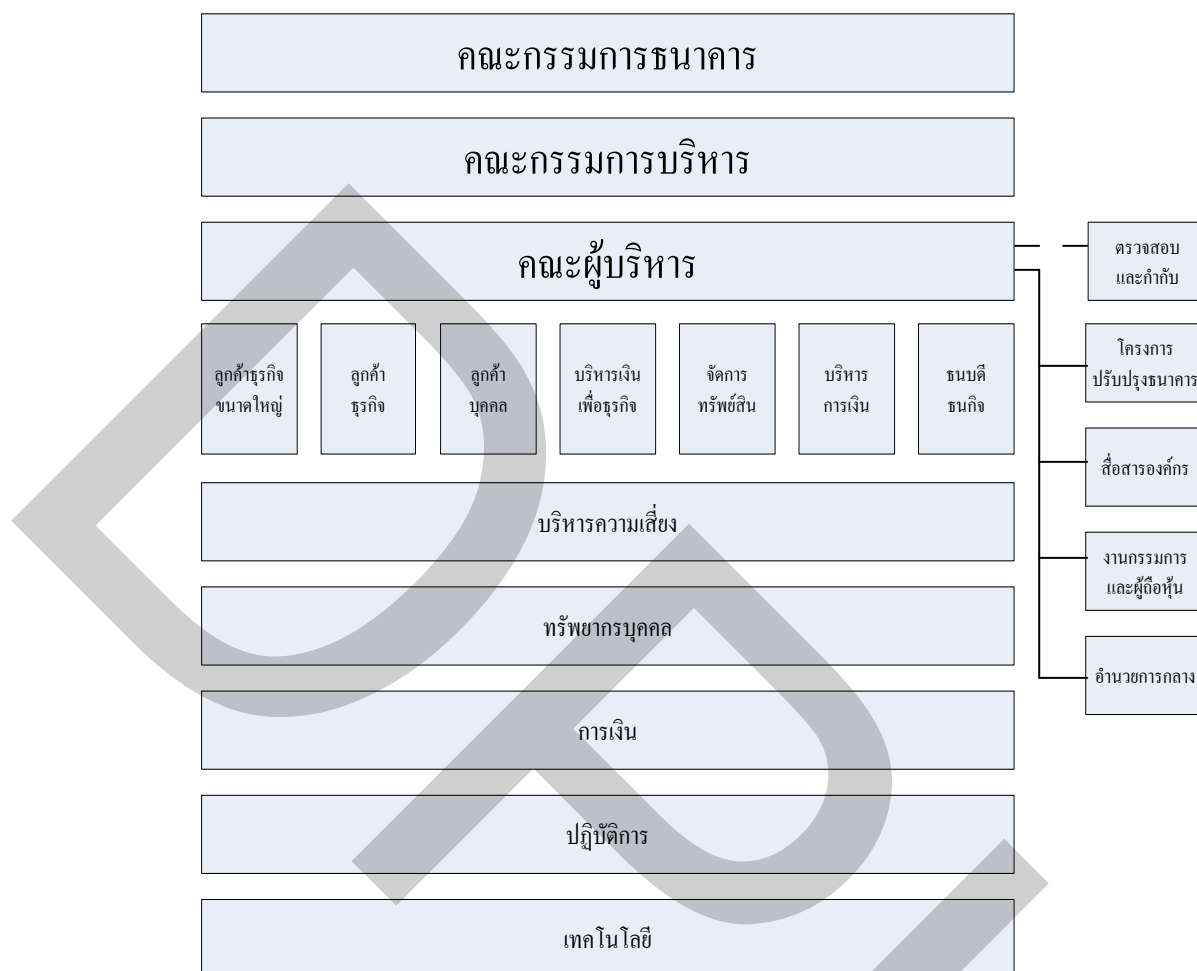 คณะกรรมการธนาคาร
คณะกรรมการบริหาร
คณะผู้บริหาร
ตรวจสอบ
และกำกับ
ลูกค้าธุรกิจ
ขนาดใหญ่
ลูกค้า
ธุรกิจ
ลูกค้า
บุคคล
บริหารเงิน
เพื่อธุรกิจ
จัดการ
ทรัพย์สิน
บริหาร
การเงิน
ธนบดี
ธนกิจ
โครงการ
ปรับปรุงธนาคาร
สื่อสารองค์กร
งานกรรมการ
และผู้ถือหุ้น
อำนวยการกลาง
บริหารความเสี่ยง
ทรัพยากรบุคคล
การเงิน
ปฏิบัติการ
เทคโนโลยี